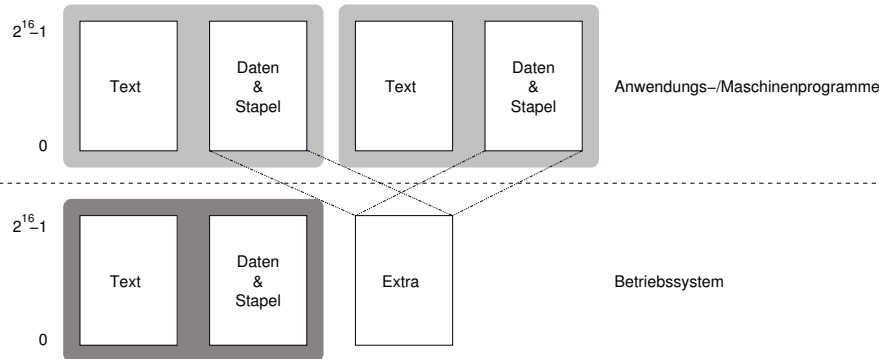 2^16–1
Text
Daten
&
Stapel
Text
Daten
&
Stapel
Anwendungs–/Maschinenprogramme
0
2^16–1
Text
Daten
&
Stapel
Extra
Betriebssystem
0